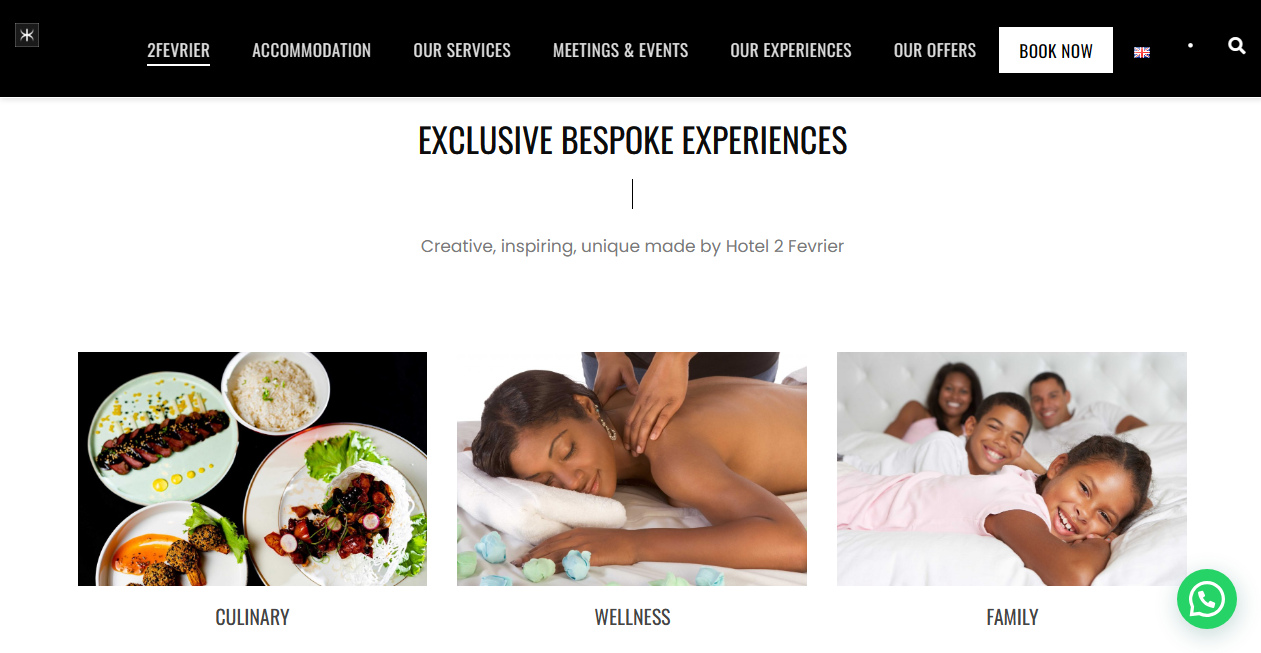 2FEVRIER ACCOMMODATION OUR SERVICES MEETINGS & EVENTS OUR EXPERIENCES OUR OFFERS BOOK NOW
EXCLUSIVE BESPOKE EXPERIENCES
Creative, inspiring, unique made by Hotel 2 Fevrier
CULINARY WELLNESS FAMILY